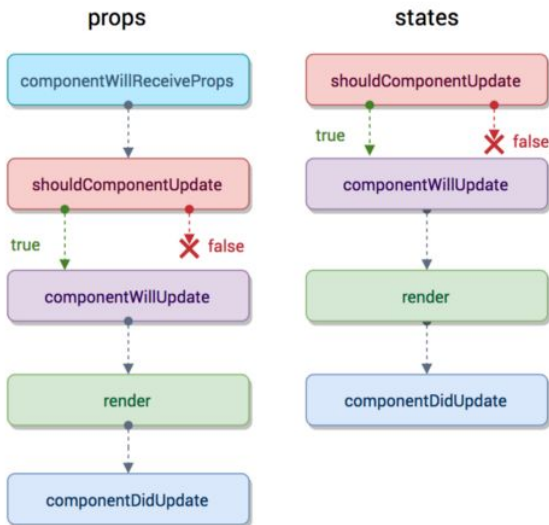 props
componentWillReceiveProps
shouldComponentUpdate
true
false
componentWillUpdate
render
componentDidUpdate
states
shouldComponentUpdate
true
false
componentWillUpdate
render
componentDidUpdate